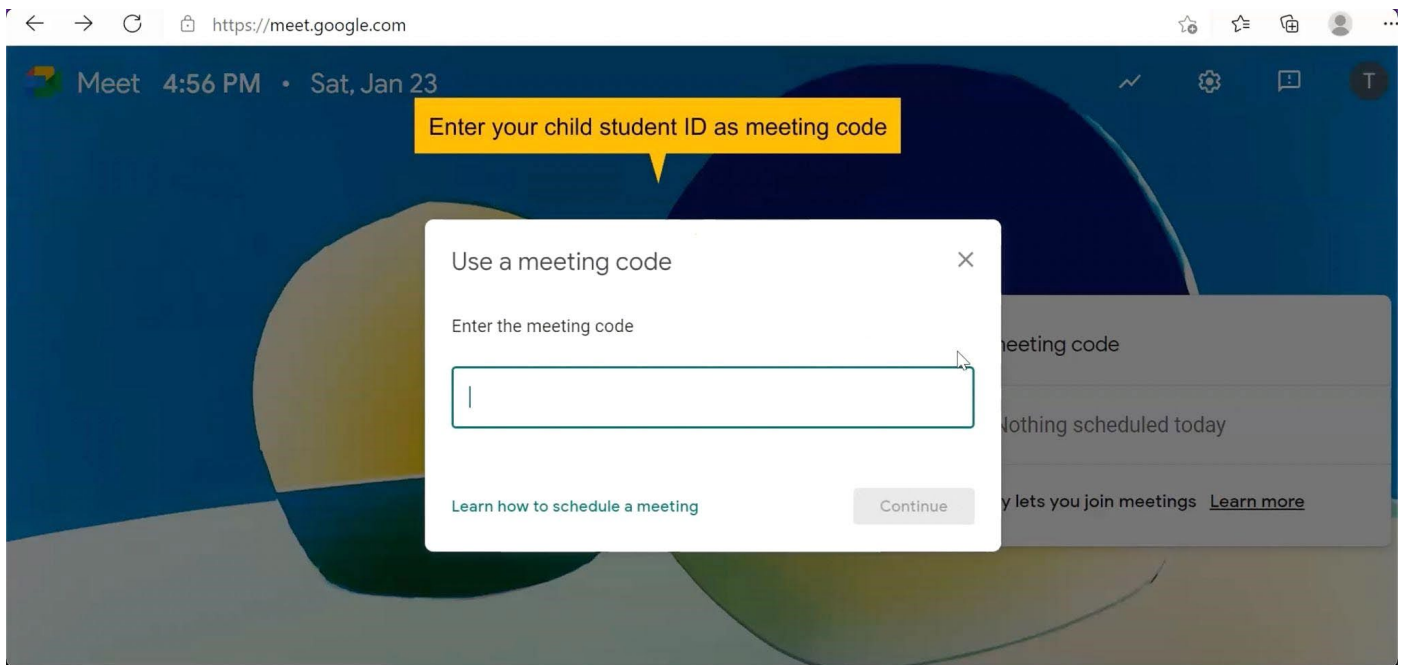 https://meet.google.com
Meet 4:56 PM • Sat, Jan 23
T
Enter your child student ID as meeting code
Use a meeting code
Enter the meeting code
meeting code
Nothing scheduled today
Learn how to schedule a meeting
Continue
y lets you join meetings Learn more